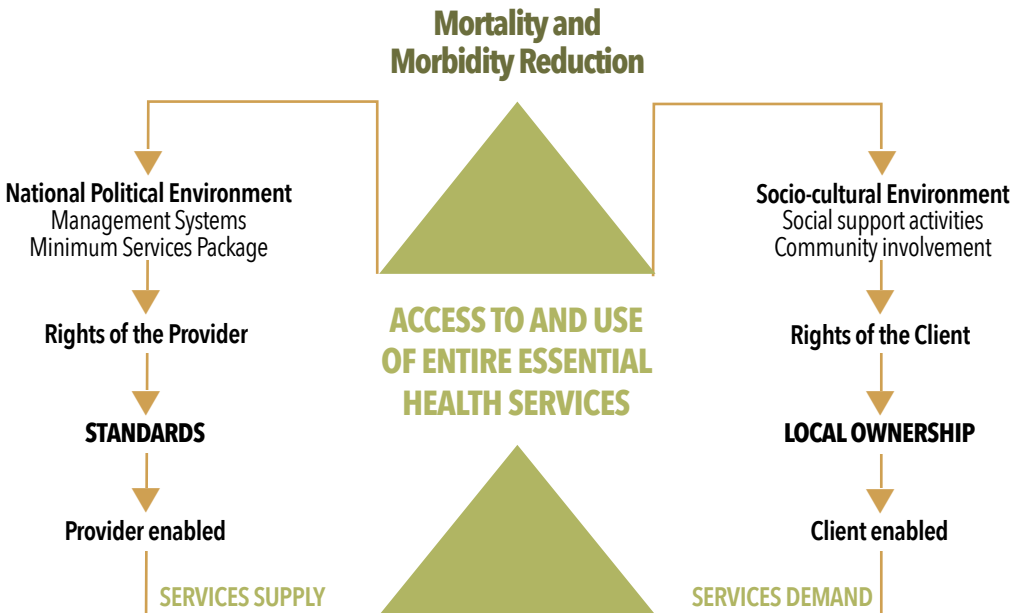 Mortality and
Morbidity Reduction
National Political Environment
Management Systems
Minimum Services Package
Rights of the Provider
STANDARDS
Provider enabled
SERVICES SUPPLY
ACCESS TO AND USE
OF ENTIRE ESSENTIAL
HEALTH SERVICES
Socio-cultural Environment
Social support activities
Community involvement
Rights of the Client
LOCAL OWNERSHIP
Client enabled
SERVICES DEMAND